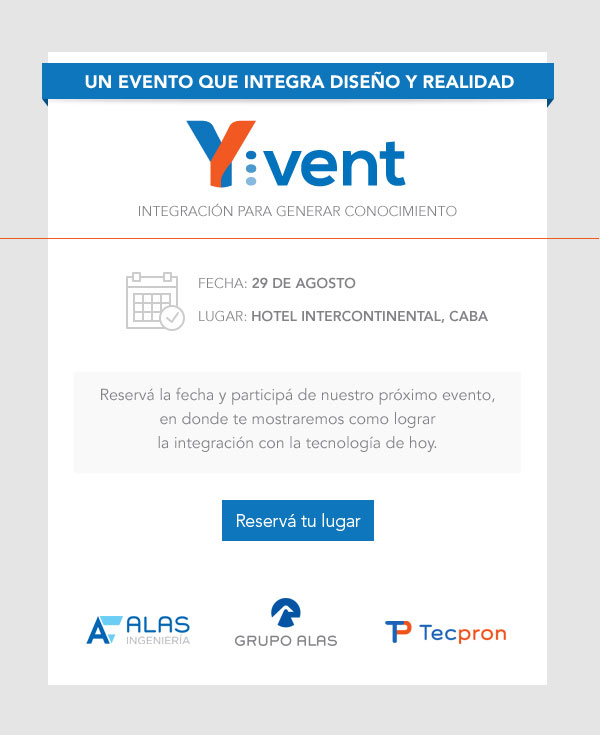 UN EVENTO QUE INTEGRA DISEÑO Y REALIDAD
Y:vent
INTEGRACIÓN PARA GENERAR CONOCIMIENTO
FECHA: 29 DE AGOSTO
LUGAR: HOTEL INTERCONTINENTAL, CABA
Reservá la fecha y participá de nuestro próximo evento,
en donde te mostraremos como lograr
la integración con la tecnología de hoy.
Reservá tu lugar
ALAS
INGENIERÍA
GRUPO ALAS
TP Tecpron